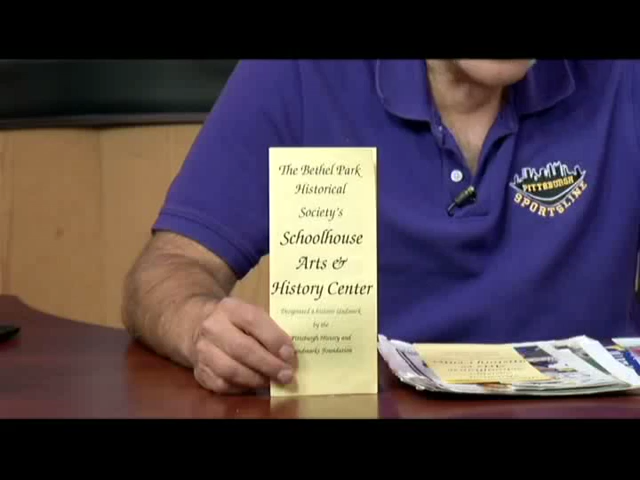 The Bethel Park
Historical
Society's
Schoolhouse
Arts &
History Center
Designated a historic landmark
by the
Pittsburgh History and
Landmarks Foundation
PITTSBURGH
SPORTSLINE
Schoolhouse